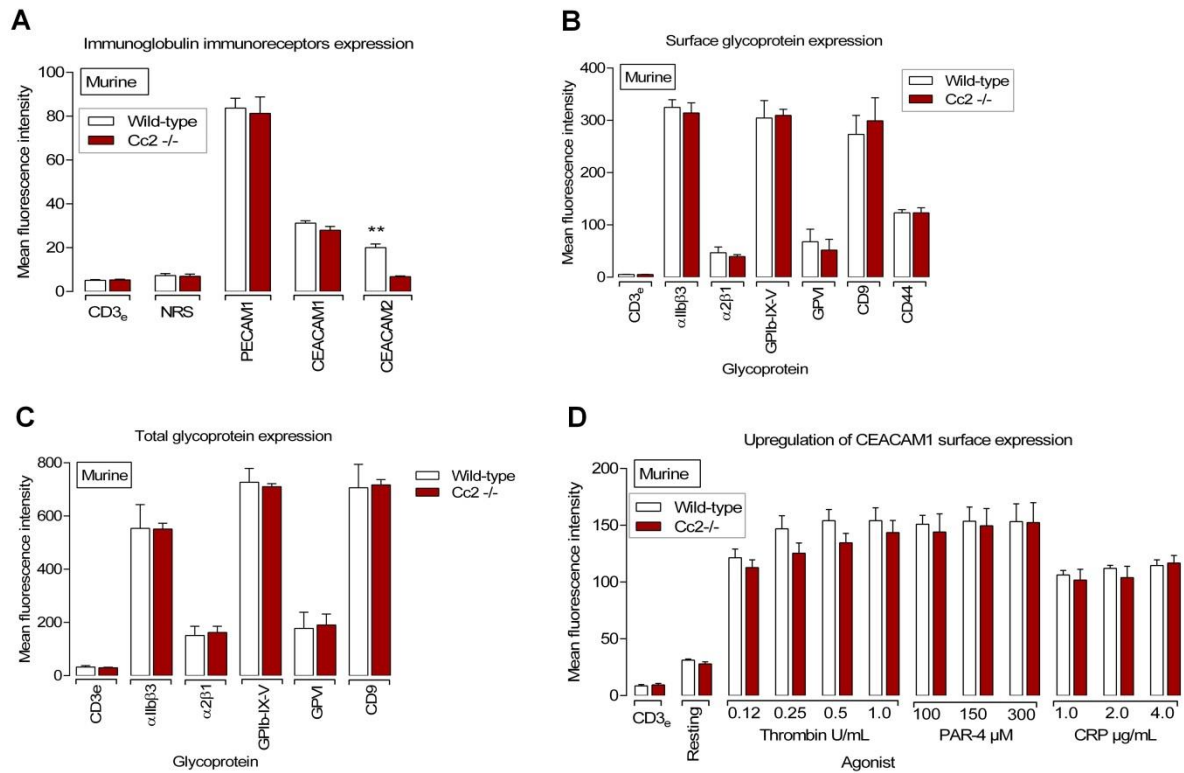 A
Immunoglobulin immunoreceptors expression
Murine
Wild-type
Cc2 -/-
Mean fluorescence intensity
100
80
60
40
20
0
**
CD3e
NRS
PECAM1
CEACAM1
CEACAM2
B
Surface glycoprotein expression
Murine
Wild-type
Cc2 -/-
Mean fluorescence intensity
400
300
200
100
0
CD3e
αIIbβ3
α2β1
GPIb-IX-V
GPVI
CD9
CD44
Glycoprotein
C
Total glycoprotein expression
Murine
Wild-type
Cc2 -/-
Mean fluorescence intensity
800
600
400
200
0
CD3e
αIIbβ3
α2β1
GPIb-IX-V
GPVI
CD9
Glycoprotein
D
Upregulation of CEACAM1 surface expression
Murine
Wild-type
Cc2-/-
Mean fluorescence intensity
200
150
100
50
0
CD3e
Resting
0.12 0.25 0.5 1.0
Thrombin U/mL
100 150 300
PAR-4 µM
1.0 2.0 4.0
CRP µg/mL
Agonist